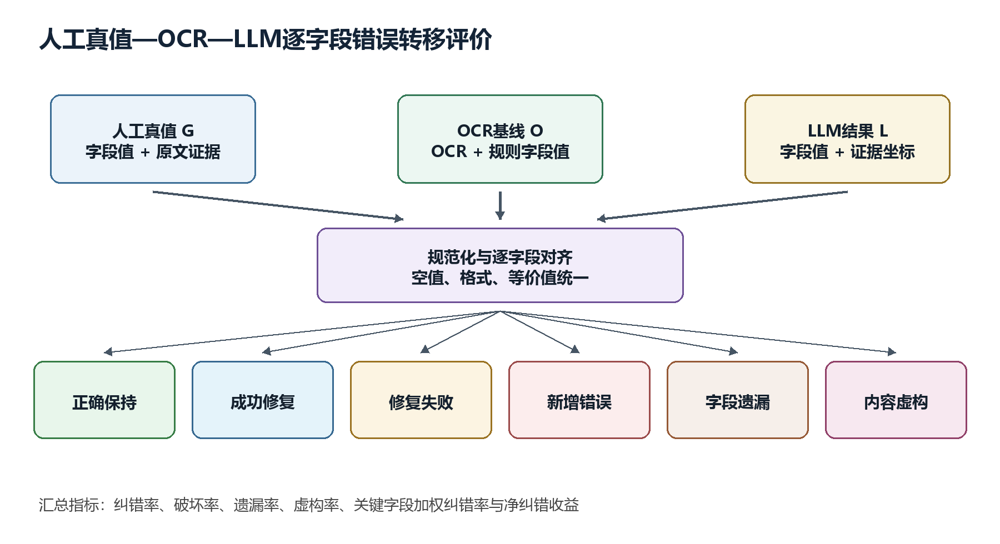 人工真值—OCR—LLM逐字段错误转移评价
人工真值 G
字段值 + 原文证据
OCR基线 O
OCR + 规则字段值
LLM结果 L
字段值 + 证据坐标
规范化与逐字段对齐
空值、格式、等价值统一
正确保持
成功修复
修复失败
新增错误
字段遗漏
内容虚构
汇总指标：纠错率、破坏率、遗漏率、虚构率、关键字段加权纠错率与净纠错收益